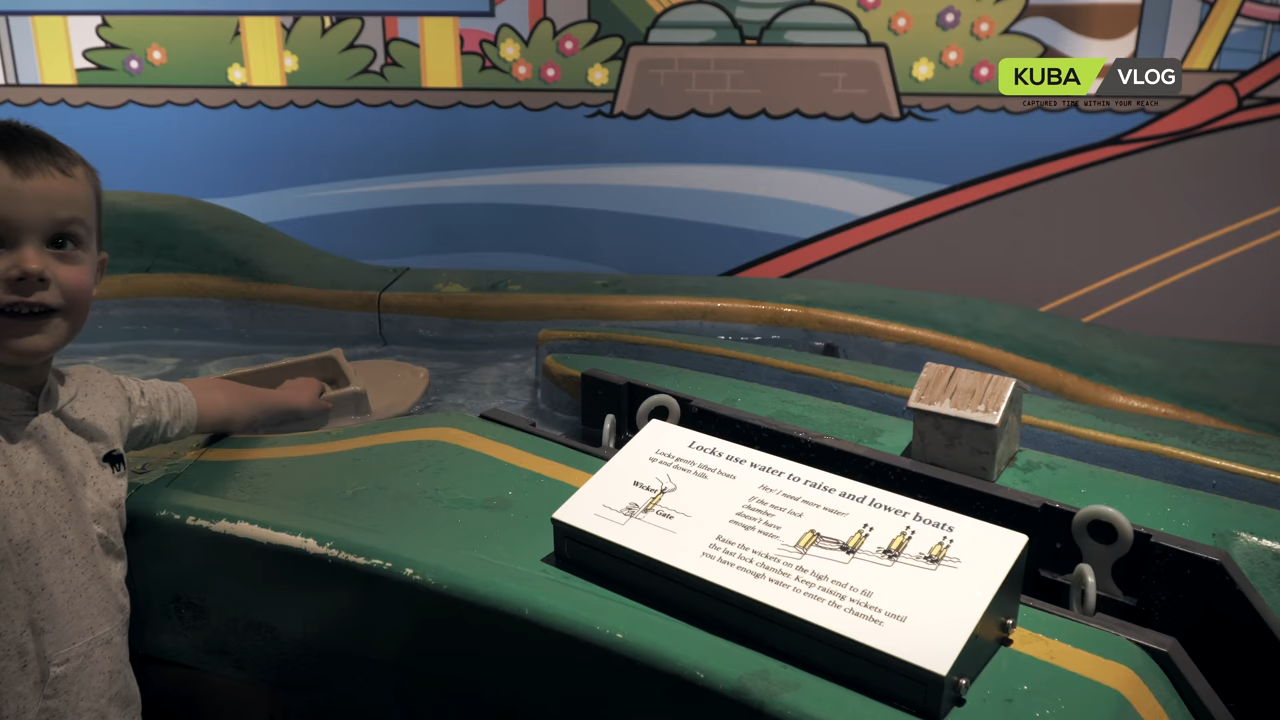 KUBA VLOG
CAPTURED TIME WITHIN YOUR REACH
Locks use water to raise and lower boats
Locks gently lifted boats
up and down hills.
Wicket
Gate
Hey! I need more water!
If the next lock
chamber
doesn't have
enough water.
Raise the wickets on the high end to fill
the last lock chamber. Keep raising wickets until
you have enough water to enter the chamber.